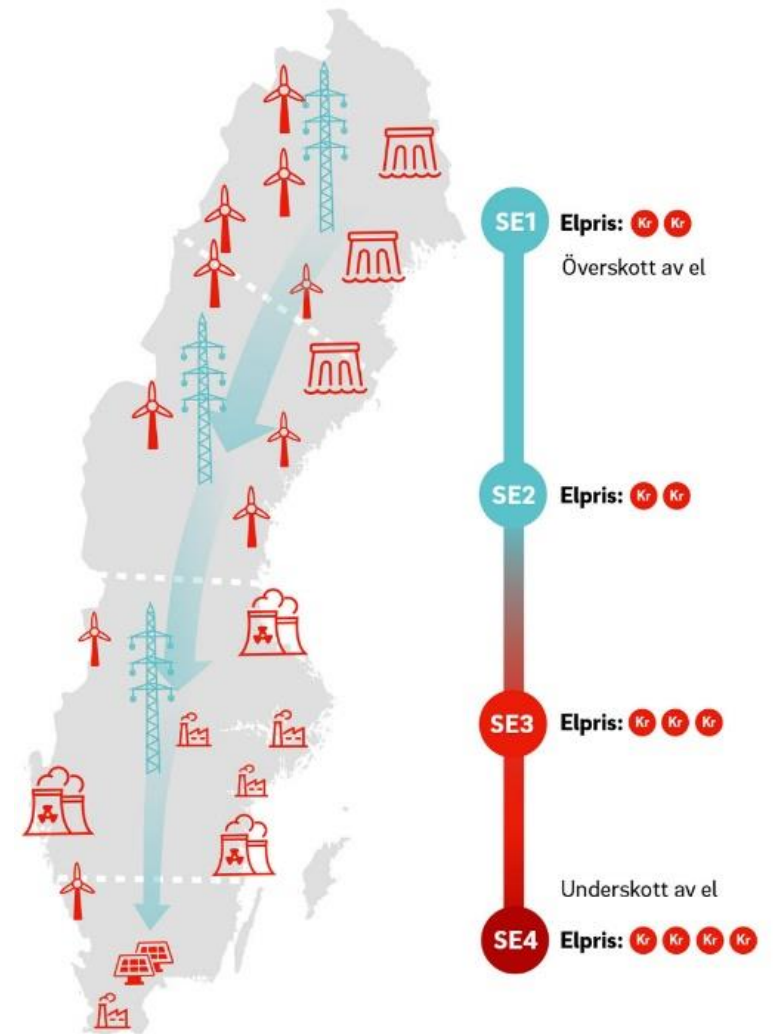 SE1 Elpris: Kr Kr
Överskott av el
SE2 Elpris: Kr Kr
SE3 Elpris: Kr Kr Kr
Underskott av el
SE4 Elpris: Kr Kr Kr Kr